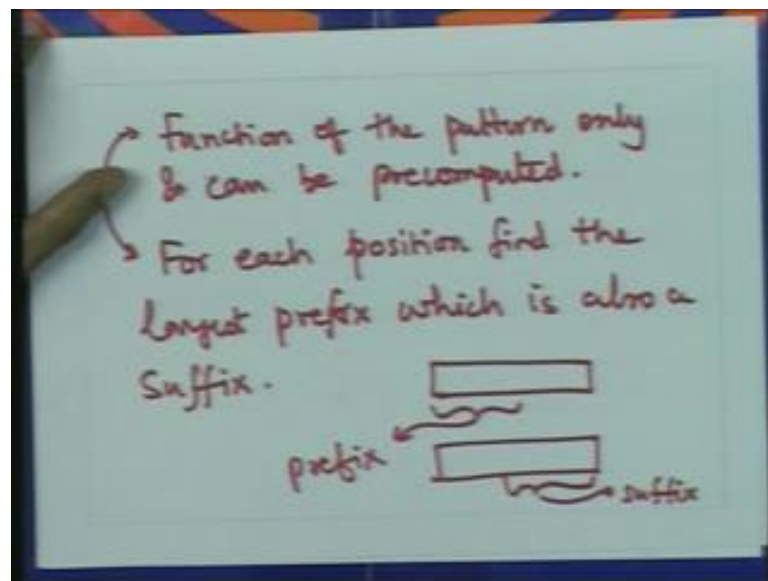 Function of the pattern only
& can be precomputed.
For each position find the
Largest prefix which is also a
Suffix.
prefix
suffix